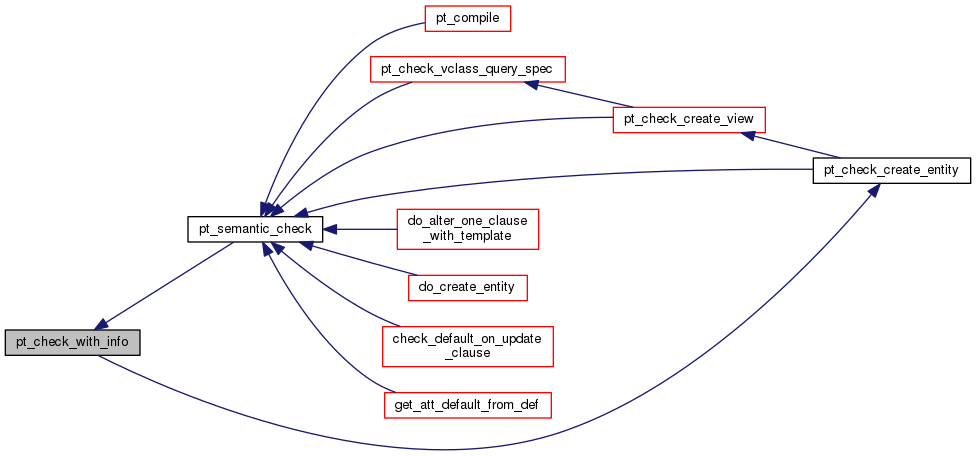 pt_compile
pt_check_vclass_query_spec
pt_check_create_view
pt_check_create_entity
pt_semantic_check
do_alter_one_clause
_with_template
do_create_entity
pt_check_with_info
check_default_on_update
_clause
get_att_default_from_def